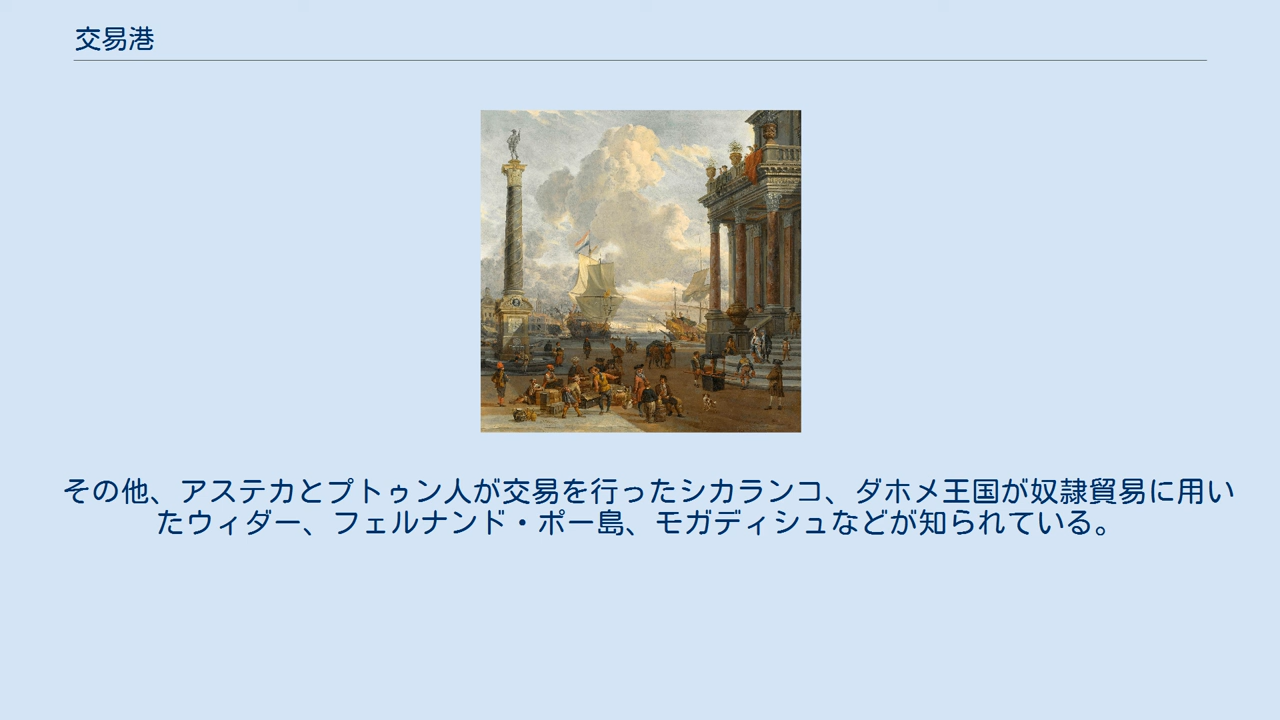 交易港
その他、アステカとプトゥン人が交易を行ったシカランコ、ダホメ王国が奴隷貿易に用い
たウィダー、フェルナンド・ポー島、モガディシュなどが知られている。